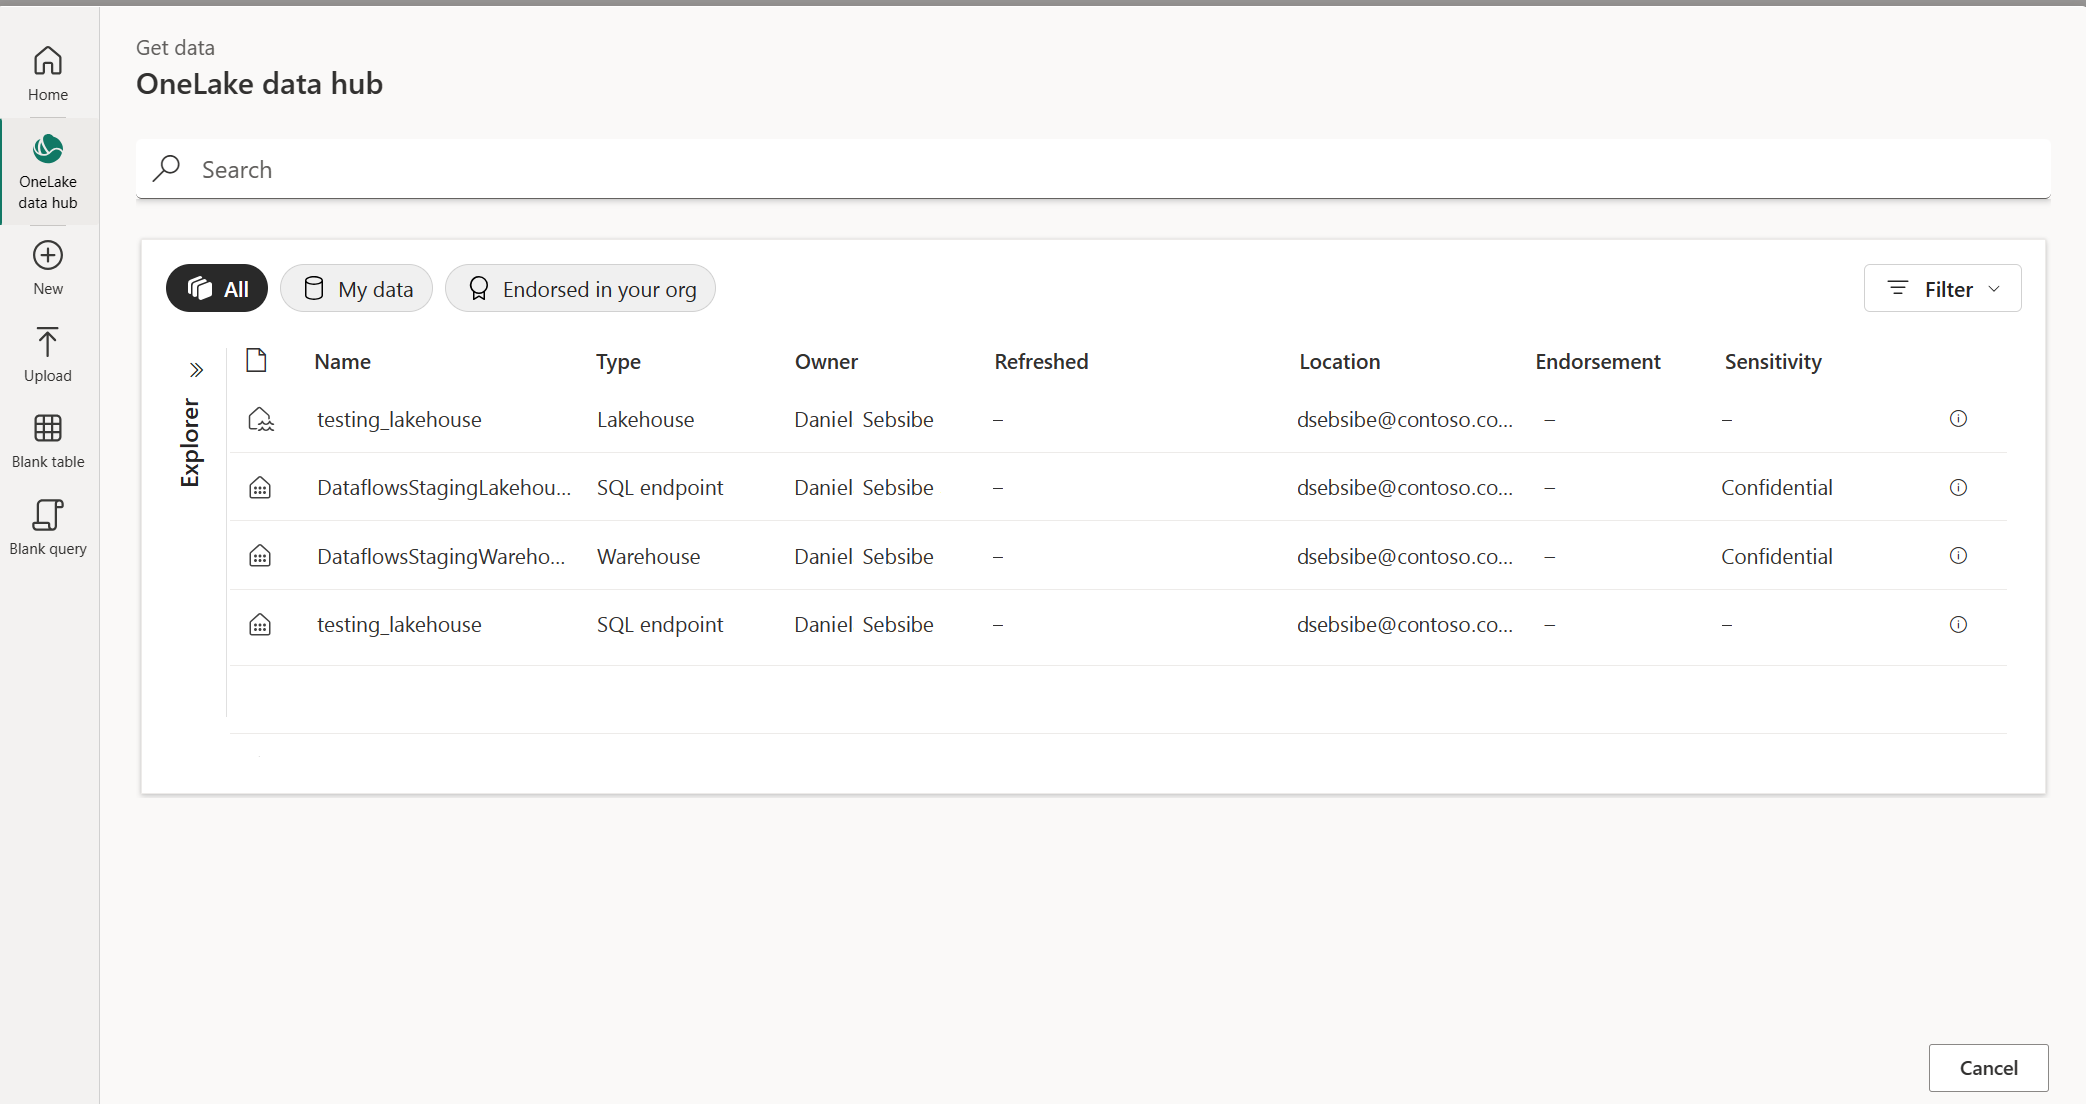 Home
OneLake
data hub
New
Upload
Blank table
Blank query
Get data
OneLake data hub
Search
All My data Endorsed in your org Filter
Explorer
Name Type Owner Refreshed Location Endorsement Sensitivity
testing_lakehouse Lakehouse Daniel Sebsibe – dsebsibe@contoso.co... – –
DataflowsStagingLakehou... SQL endpoint Daniel Sebsibe – dsebsibe@contoso.co... – Confidential
DataflowsStagingWareho... Warehouse Daniel Sebsibe – dsebsibe@contoso.co... – Confidential
testing_lakehouse SQL endpoint Daniel Sebsibe – dsebsibe@contoso.co... – –
Cancel